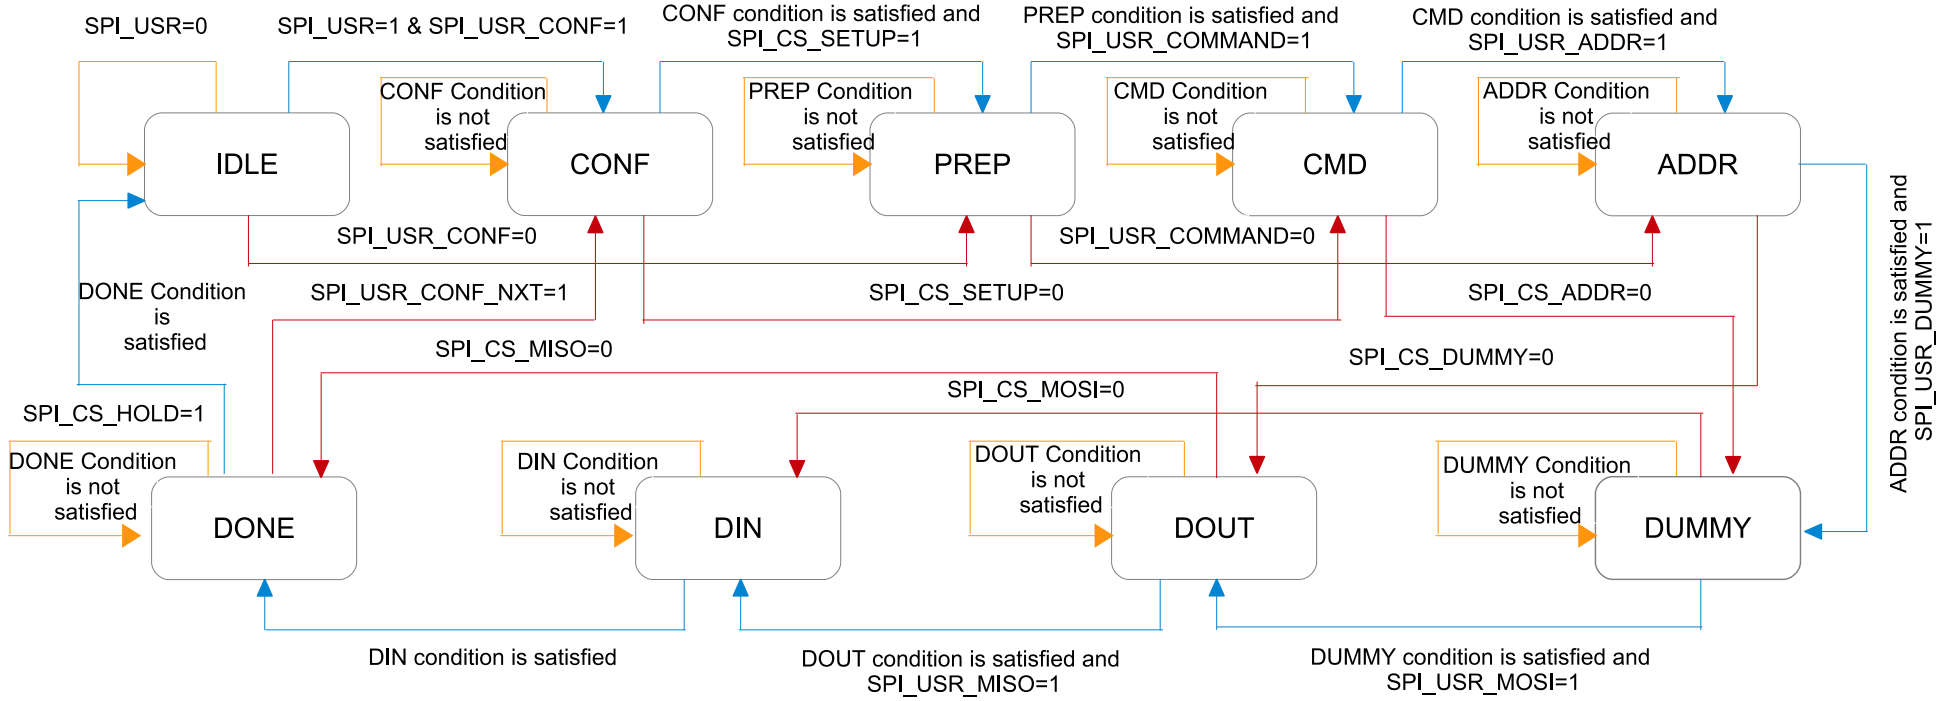 SPI_USR=0
SPI_USR=1 & SPI_USR_CONF=1
CONF condition is satisfied and
SPI_CS_SETUP=1
PREP condition is satisfied and
SPI_USR_COMMAND=1
CMD condition is satisfied and
SPI_USR_ADDR=1
CONF Condition
is not
satisfied
PREP Condition
is not
satisfied
CMD Condition
is not
satisfied
ADDR Condition
is not
satisfied
IDLE
CONF
PREP
CMD
ADDR
ADDR condition is satisfied and
SPI_USR_DUMMY=1
SPI_USR_CONF=0
SPI_USR_COMMAND=0
DONE Condition
is
satisfied
SPI_USR_CONF_NXT=1
SPI_CS_SETUP=0
SPI_CS_ADDR=0
SPI_CS_MISO=0
SPI_CS_DUMMY=0
SPI_CS_MOSI=0
SPI_CS_HOLD=1
DONE Condition
is not
satisfied
DIN Condition
is not
satisfied
DOUT Condition
is not
satisfied
DUMMY Condition
is not
satisfied
DONE
DIN
DOUT
DUMMY
DIN condition is satisfied
DOUT condition is satisfied and
SPI_USR_MISO=1
DUMMY condition is satisfied and
SPI_USR_MOSI=1